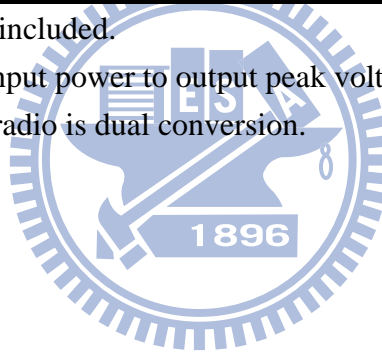 included.
nput power to output peak volt
radio is dual conversion.
E S A
1896